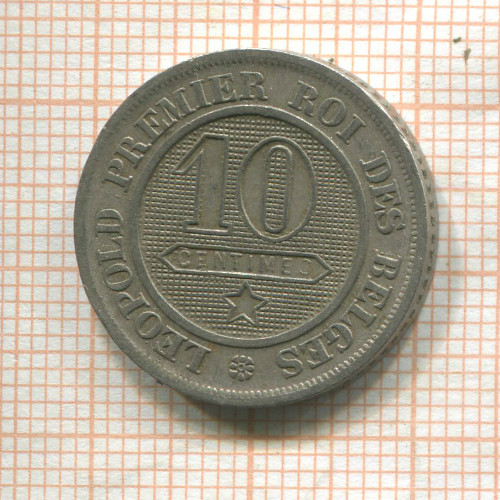 LEOPOLD PREMIER ROI DES BELGES
10
CENTIMES